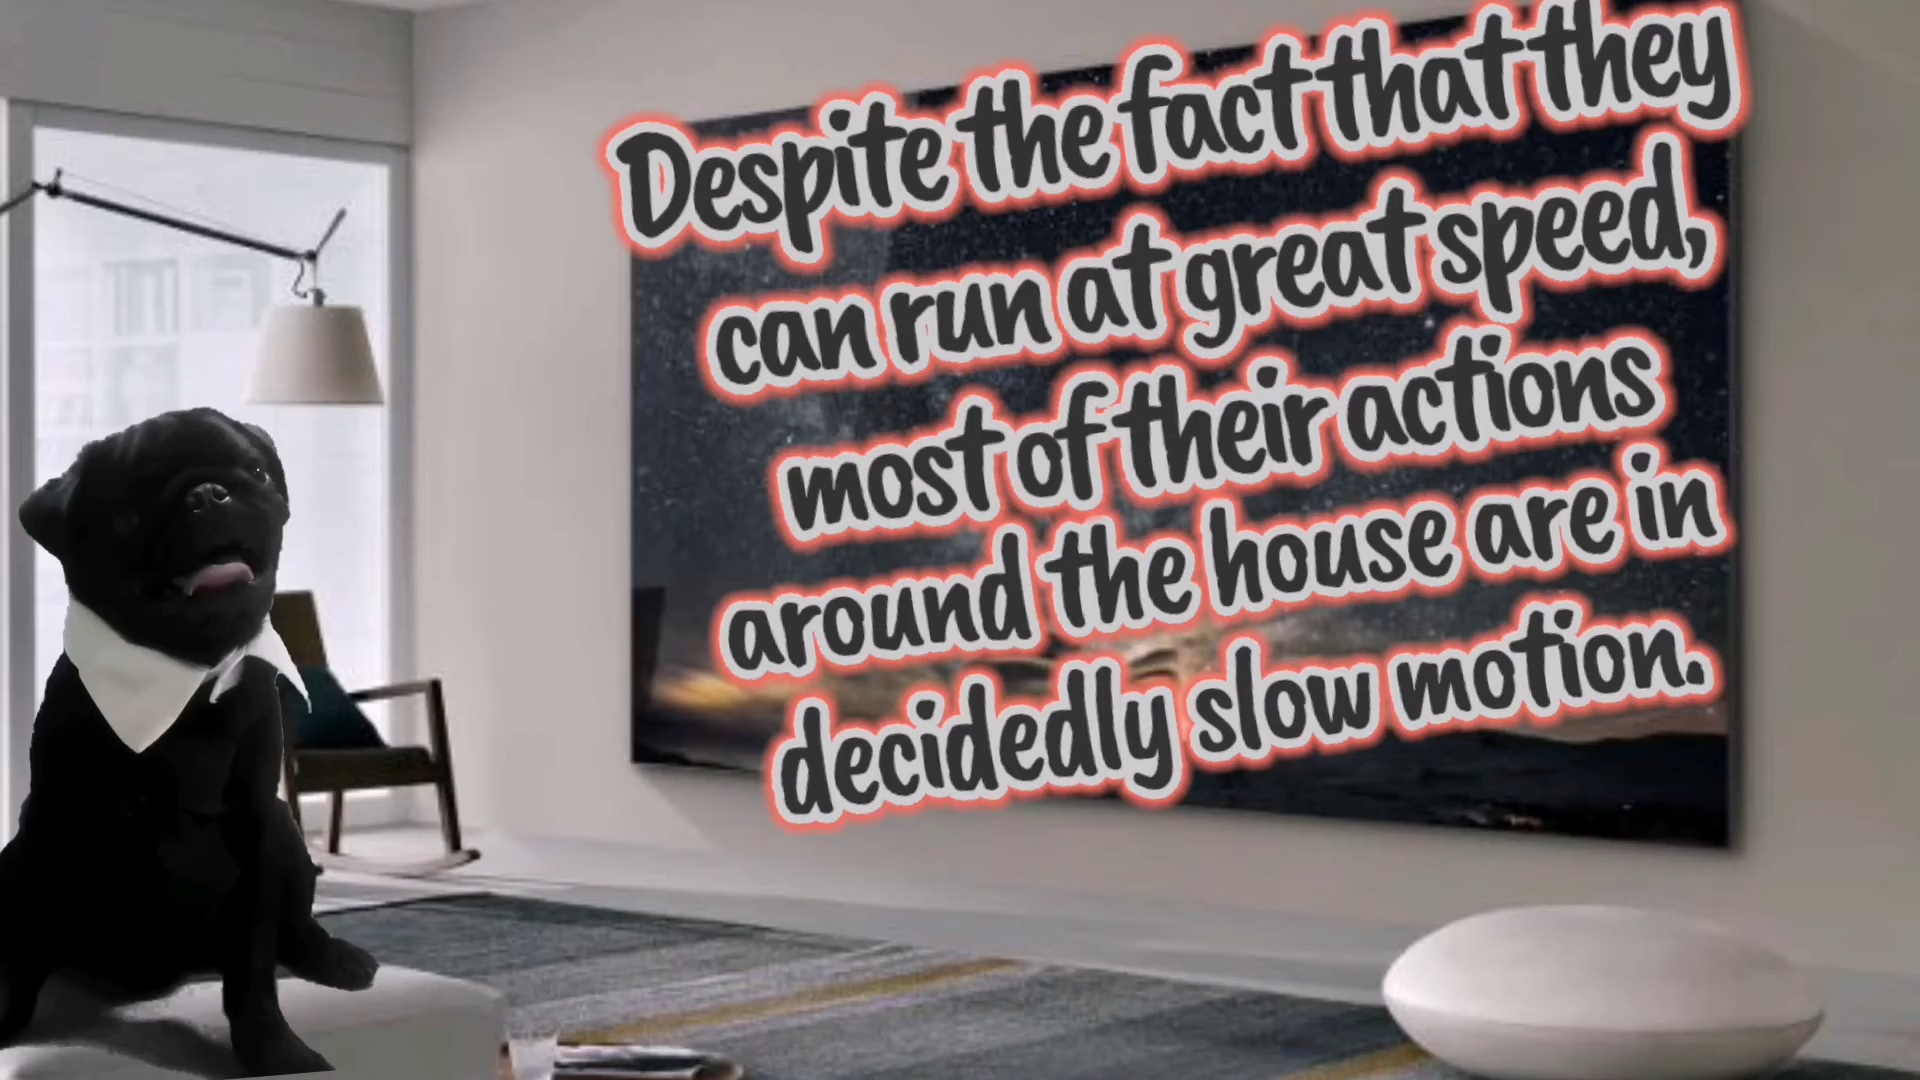 Despite the fact that they
can run at great speed,
most of their actions
around the house are in
decidedly slow motion.